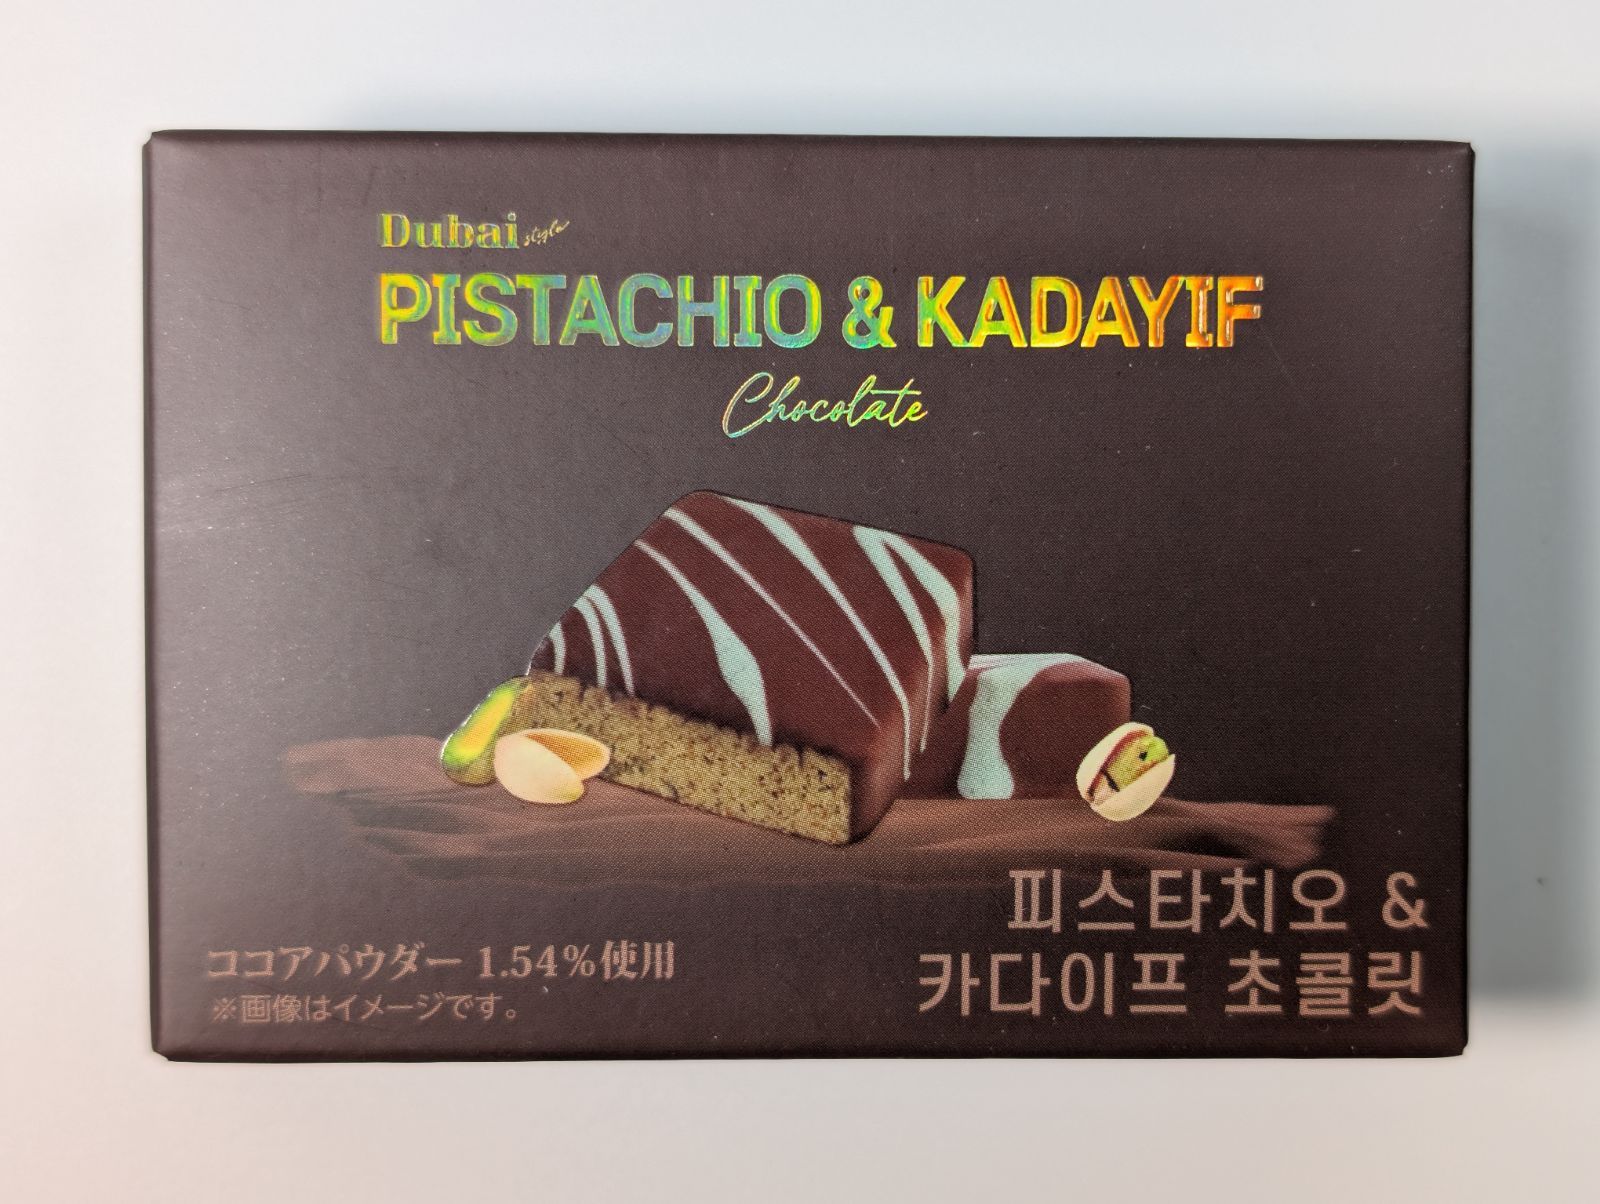 Dubai style
PISTACHIO & KADAYIF
Chocolate
피스타치오 &
카다이프 초콜릿
ココアパウダー 1.54%使用
※画像はイメージです。